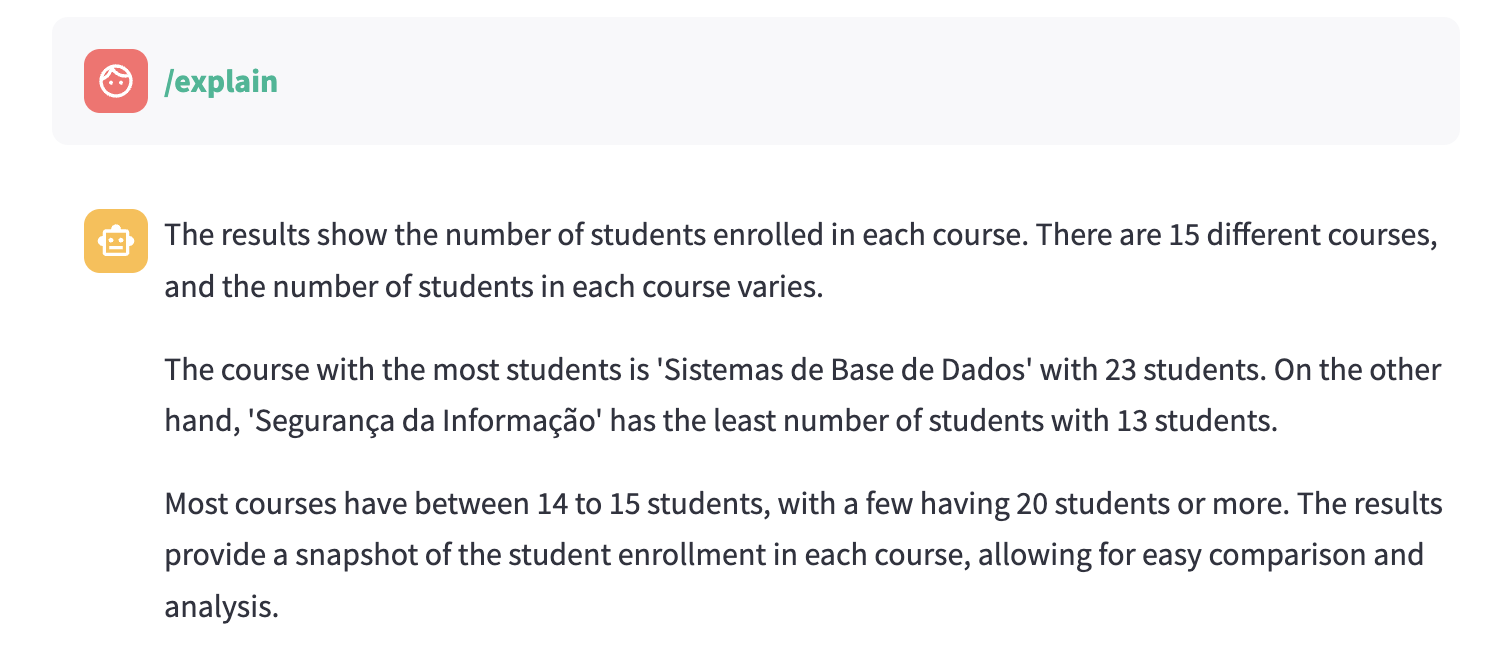 /explain
The results show the number of students enrolled in each course. There are 15 different courses,
and the number of students in each course varies.
The course with the most students is 'Sistemas de Base de Dados' with 23 students. On the other
hand, 'Segurança da Informação' has the least number of students with 13 students.
Most courses have between 14 to 15 students, with a few having 20 students or more. The results
provide a snapshot of the student enrollment in each course, allowing for easy comparison and
analysis.